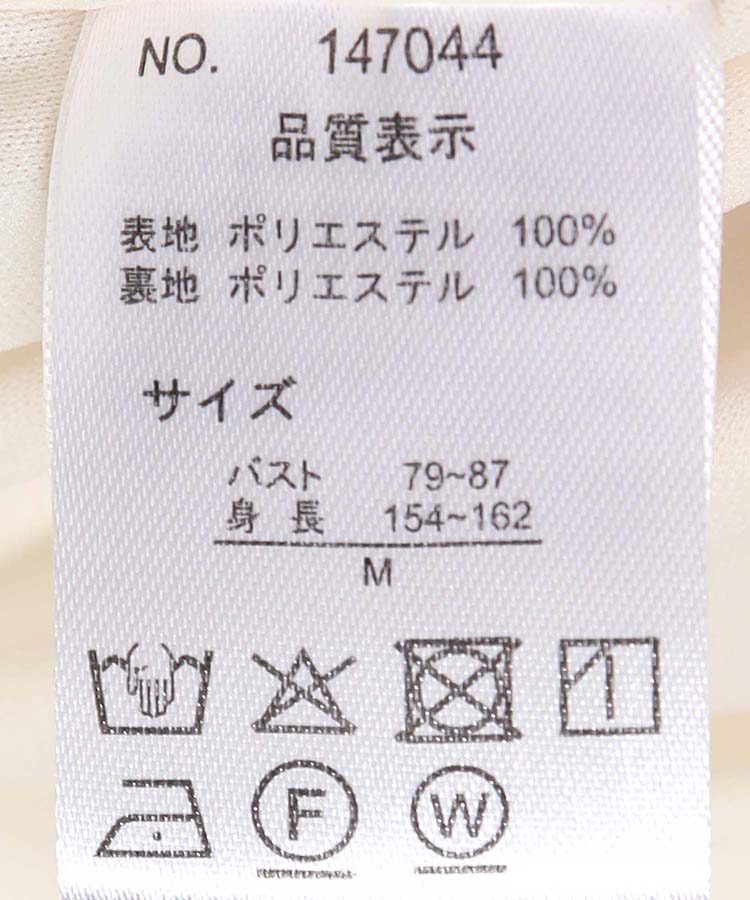 NO. 147044
品質表示
表地 ポリエステル 100%
裏地 ポリエステル 100%
サイズ
バスト 79~87
身 長 154~162
M
F W